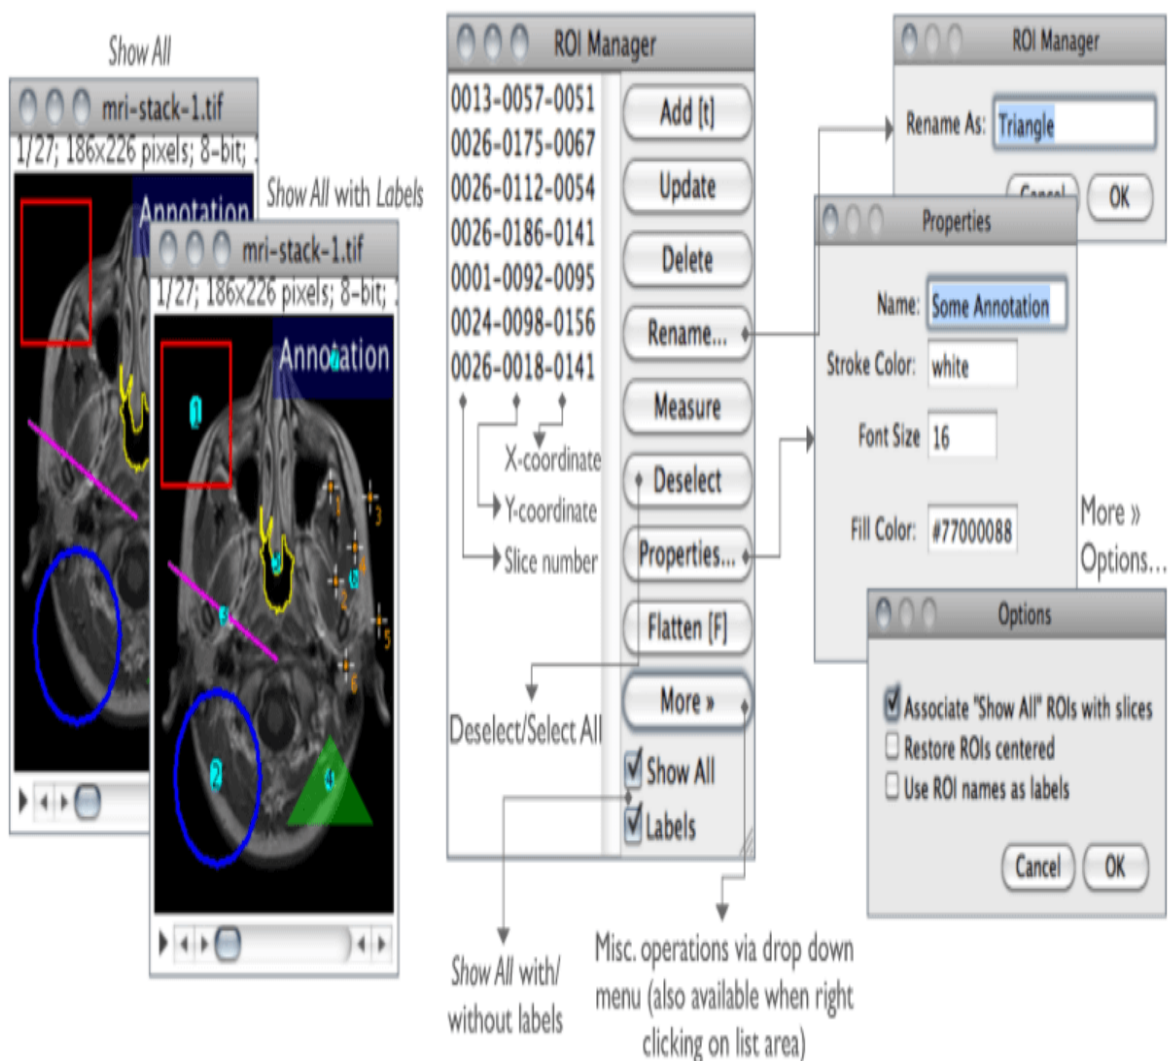 Show All
mri-stack-1.tif
1/27; 186x226 pixels; 8-bit;
Annotation
Show All with Labels
mri-stack-1.tif
1/27; 186x226 pixels; 8-bit;
Annotation
1
2
3
4
1
2
3
5
6
ROI Manager
0013-0057-0051
0026-0175-0067
0026-0112-0054
0026-0186-0141
0001-0092-0095
0024-0098-0156
0026-0018-0141
X-coordinate
Y-coordinate
Slice number
Deselect/Select All
Add [t]
Update
Delete
Rename...
Measure
Deselect
Properties...
Flatten [F]
More »
Show All
Labels
Show All with/
without labels
Misc. operations via drop down
menu (also available when right
clicking on list area)
ROI Manager
Rename As: Triangle
Cancel OK
Properties
Name: Some Annotation
Stroke Color: white
Font Size 16
Fill Color: #77000088
More »
Options...
Options
Associate "Show All" ROIs with slices
Restore ROIs centered
Use ROI names as labels
Cancel OK